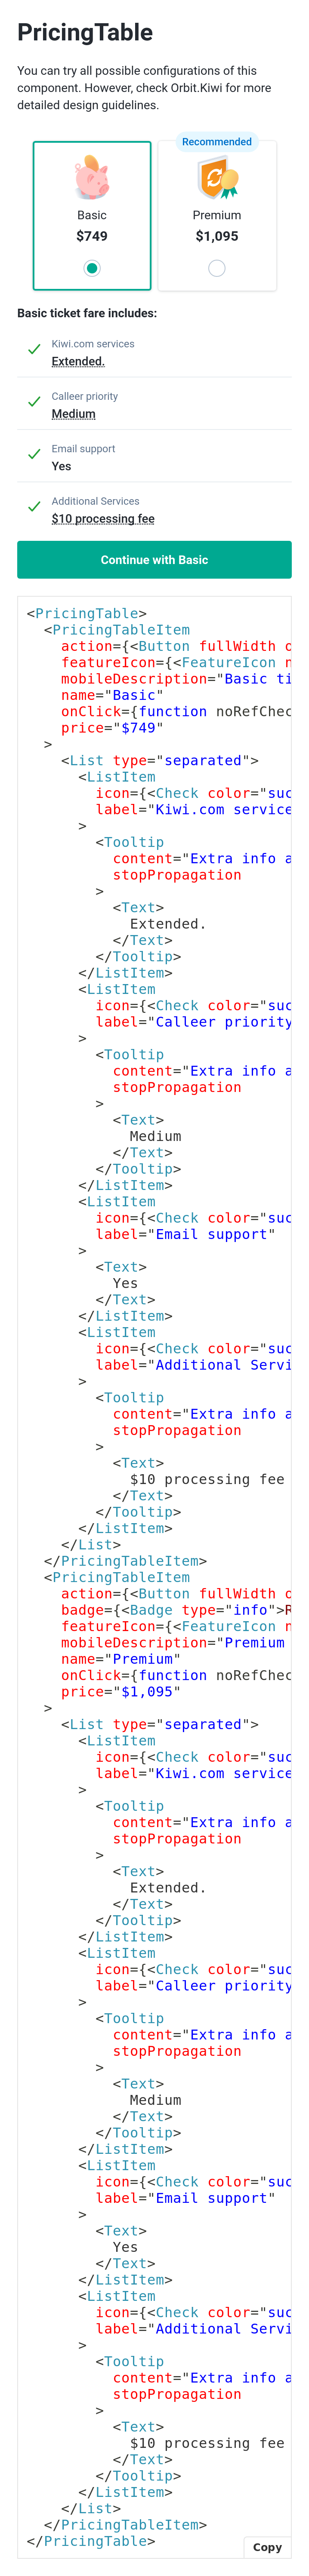 PricingTable
You can try all possible configurations of this
component. However, check Orbit.Kiwi for more
detailed design guidelines.
Recommended
Basic
Premium
$749
$1,095
Basic ticket fare includes:
Kiwi.com services
Extended.
Calleer priority
Medium
Email support
Yes
Additional Services
$10 processing fee
Continue with Basic
<PricingTable>
<PricingTableItem
action={<Button fullWidth
featureIcon={<FeatureIcon
mobileDescription="Basic
name="Basic"
onClick={function
price="$749"
>
<List type="separated">
<ListItem
icon={<Check color="suc
label="Kiwi.com service
>
<Tooltip
content="Extra info a
stopPropagation
>
<Text>
Extended.
</Text>
</Tooltip>
</ListItem>
<ListItem
icon={<Check color="suc
label="Calleer priority
>
<Tooltip
content="Extra info a
stopPropagation
>
<Text>
Medium
</Text>
</Tooltip>
</ListItem>
<ListItem
icon={<Check color="suc
label="Email support"
>
<Text>
Yes
</Text>
</ListItem>
<ListItem
icon={<Check color="suc
label="Additional Servi
>
<Tooltip
content="Extra info a
stopPropagation
>
<Text>
$10 processing fee
</Text>
</Tooltip>
</ListItem>
</List>
</PricingTableItem>
<PricingTableItem
action={<Button fullWidth
badge={<Badge type="info">
featureIcon={<FeatureIcon
mobileDescription="Premium
name="Premium"
onClick={function
price="$1,095"
>
<List type="separated">
<ListItem
icon={<Check color="suc
label="Kiwi.com service
>
<Tooltip
content="Extra info a
stopPropagation
>
<Text>
Extended.
</Text>
</Tooltip>
</ListItem>
<ListItem
icon={<Check color="suc
label="Calleer priority
>
<Tooltip
content="Extra info a
stopPropagation
>
<Text>
Medium
</Text>
</Tooltip>
</ListItem>
<ListItem
icon={<Check color="suc
label="Email support"
>
<Text>
Yes
</Text>
</ListItem>
<ListItem
icon={<Check color="suc
label="Additional Servi
>
<Tooltip
content="Extra info a
stopPropagation
>
<Text>
$10 processing fee
</Text>
</Tooltip>
</ListItem>
</List>
</PricingTableItem>
</PricingTable>
Copy